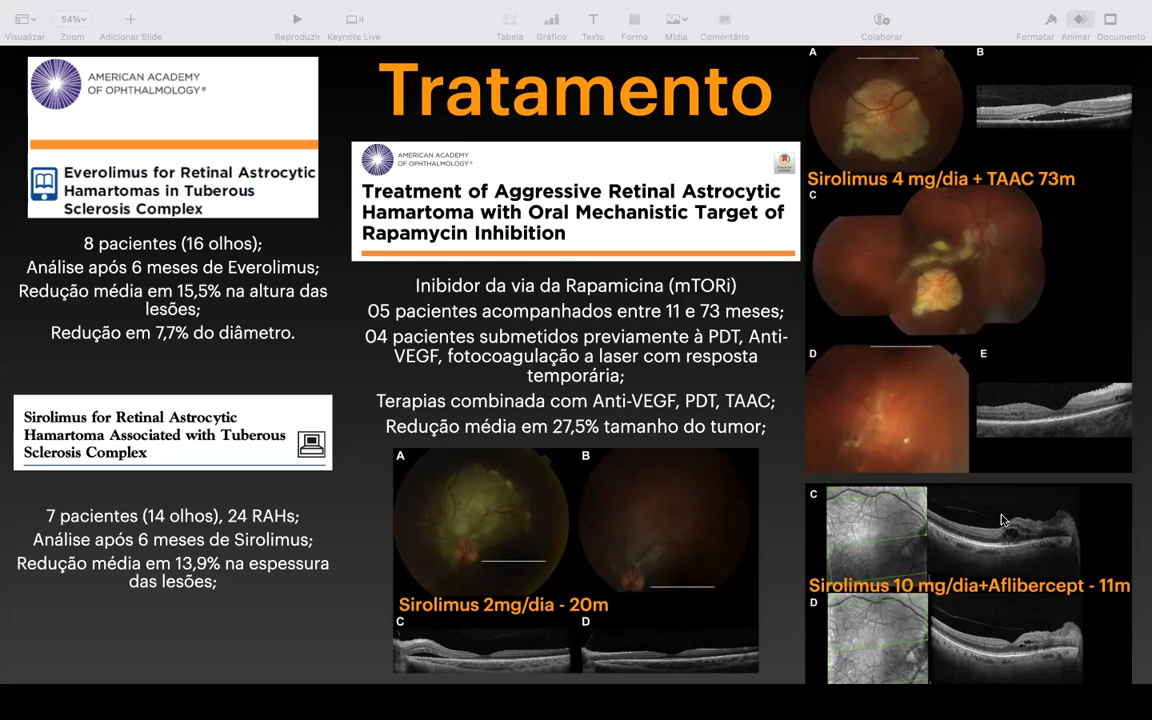 Visualizar
54%
Zoom
Adicionar Slide
Reproduzir
Keynote Live
Tabela
Gráfico
Texto
Forma
Mídia
Comentário
Colaborar
Formatar
Animar
Documento
Tratamento
AMERICAN ACADEMY
OF OPHTHALMOLOGY®
Everolimus for Retinal Astrocytic
Hamartomas in Tuberous
Sclerosis Complex
8 pacientes (16 olhos);
Análise após 6 meses de Everolimus;
Redução média em 15,5% na altura das
lesões;
Redução em 7,7% do diâmetro.
Sirolimus for Retinal Astrocytic
Hamartoma Associated with Tuberous
Sclerosis Complex
7 pacientes (14 olhos), 24 RAHs;
Análise após 6 meses de Sirolimus;
Redução média em 13,9% na espessura
das lesões;
AMERICAN ACADEMY
OF OPHTHALMOLOGY®
Treatment of Aggressive Retinal Astrocytic
Hamartoma with Oral Mechanistic Target of
Rapamycin Inhibition
Inibidor da via da Rapamicina (mTORi)
05 pacientes acompanhados entre 11 e 73 meses;
04 pacientes submetidos previamente à PDT, Anti-
VEGF, fotocoagulação a laser com resposta
temporária;
Terapias combinada com Anti-VEGF, PDT, TAAC;
Redução média em 27,5% tamanho do tumor;
A
B
Sirolimus 2mg/dia - 20m
C
D
A
B
Sirolimus 4 mg/dia + TAAC 73m
C
D
E
C
Sirolimus 10 mg/dia+Aflibercept - 11m
D